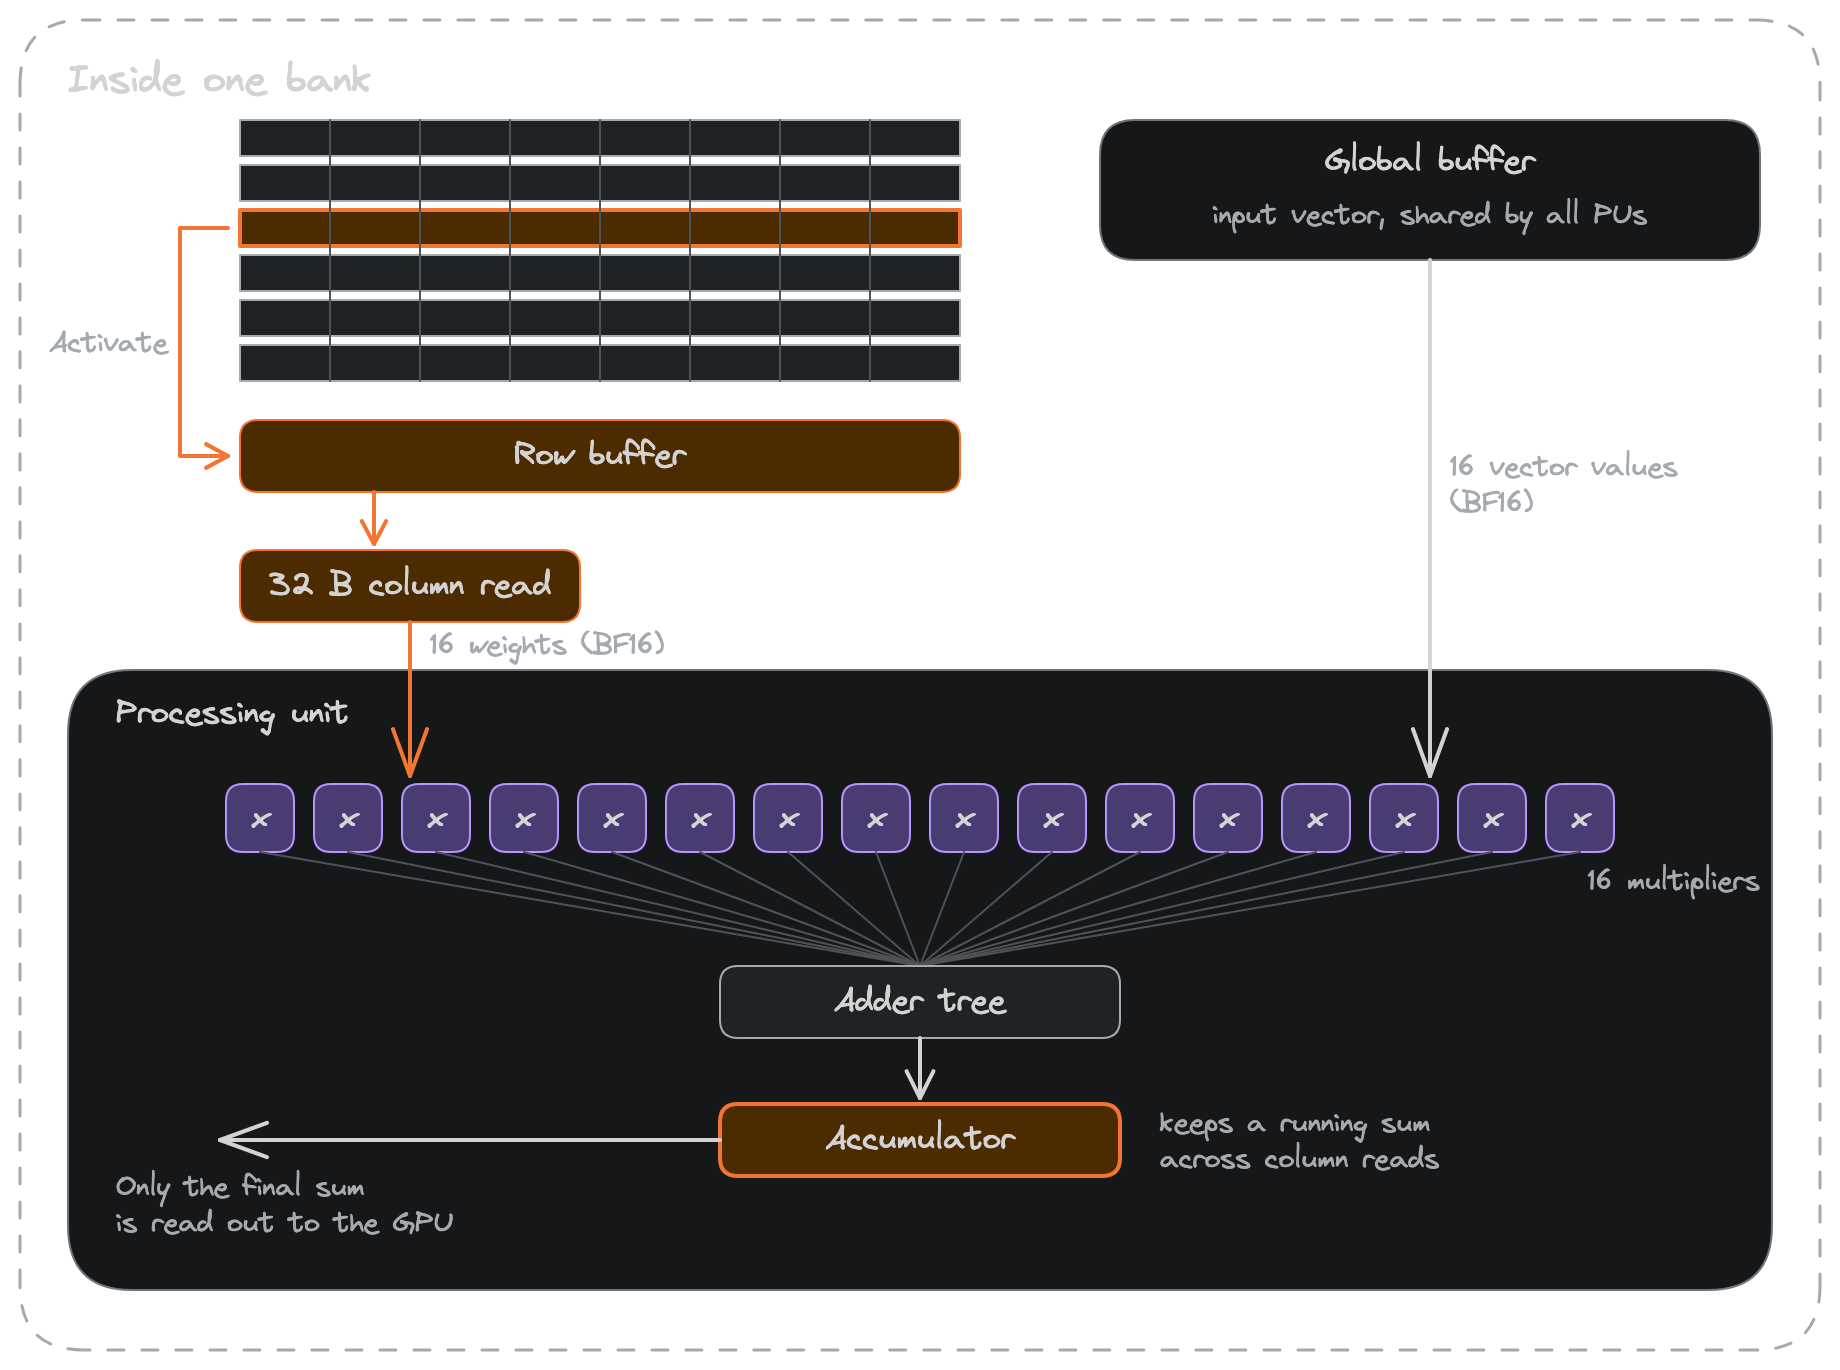 Inside one bank
Global buffer
input vector, shared by all PUs
Activate
Row buffer
16 vector values
(BF16)
32 B column read
16 weights (BF16)
Processing unit
× × × × × × × × × × × × × × × ×
16 multipliers
Adder tree
Accumulator
keeps a running sum
across column reads
Only the final sum
is read out to the GPU